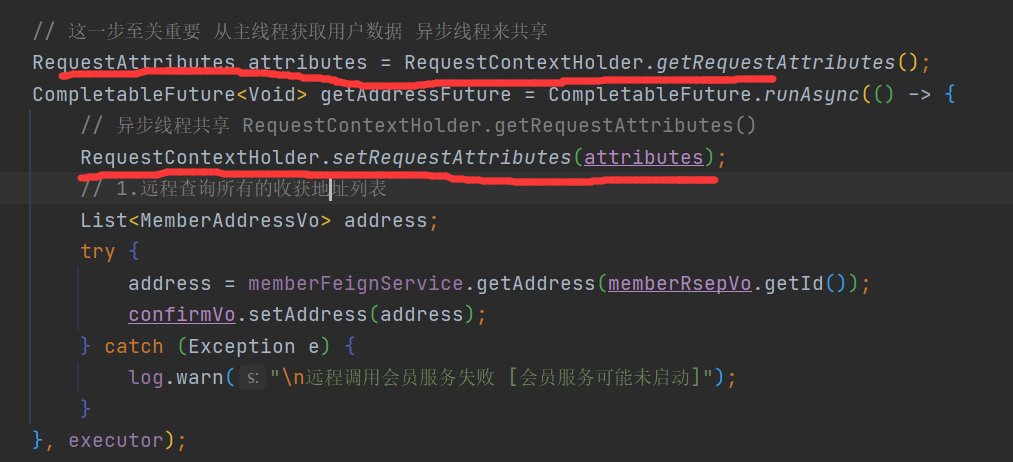 // 这一步至关重要 从主线程获取用户数据 异步线程来共享
RequestAttributes attributes = RequestContextHolder.getRequestAttributes();
CompletableFuture<Void> getAddressFuture = CompletableFuture.runAsync(() -> {
// 异步线程共享 RequestContextHolder.getRequestAttributes()
RequestContextHolder.setRequestAttributes(attributes);
// 1.远程查询所有的收获地址列表
List<MemberAddressVo> address;
try {
address = memberFeignService.getAddress(memberRsepVo.getId());
confirmVo.setAddress(address);
} catch (Exception e) {
log.warn( s: "\n远程调用会员服务失败 [会员服务可能未启动]");
}
}, executor);